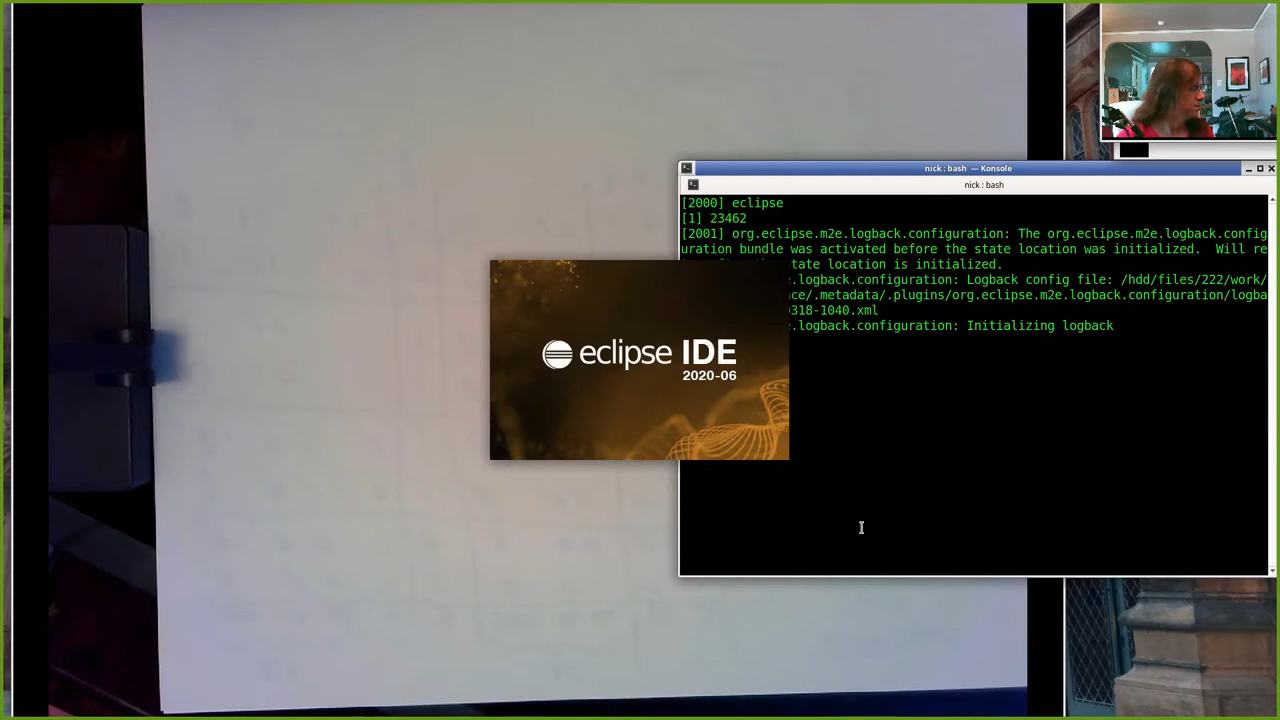 nick : bash — Konsole
nick : bash
[2000] eclipse
[1] 23462
[2001] org.eclipse.m2e.logback.configuration: The org.eclipse.m2e.logback.config
uration bundle was activated before the state location was initialized.  Will re
tate location is initialized.
e.logback.configuration: Logback config file: /hdd/files/222/work/
ce/.metadata/.plugins/org.eclipse.m2e.logback.configuration/logba
318-1040.xml
e.logback.configuration: Initializing logback
eclipse IDE
2020-06